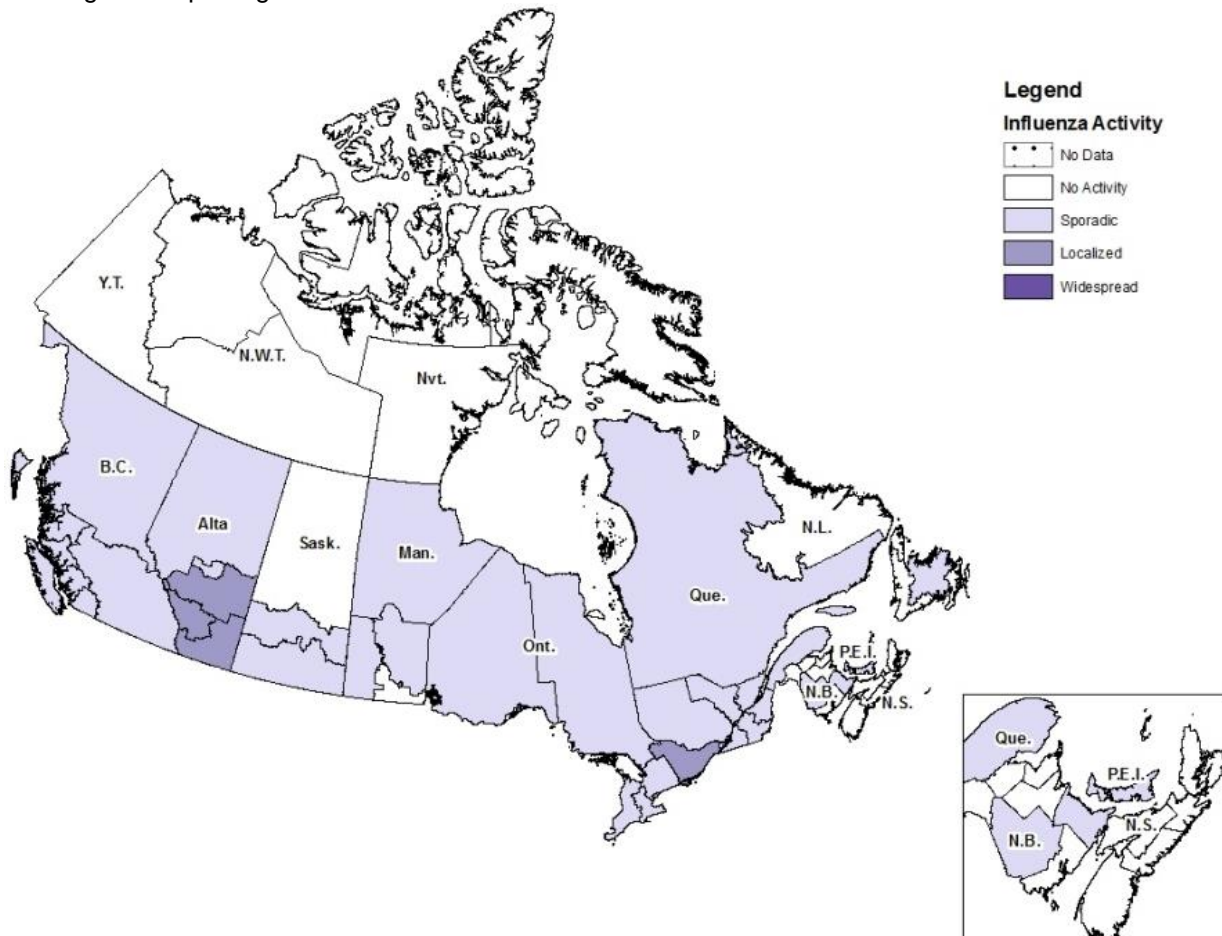 Legend
Influenza Activity
No Data
No Activity
Sporadic
Localized
Widespread
Y.T.
N.W.T.
Nvt.
B.C.
Alta
Sask.
Man.
Ont.
Que.
N.L.
P.E.I.
N.B.
N.S.
Que.
P.E.I.
N.S.
N.B.